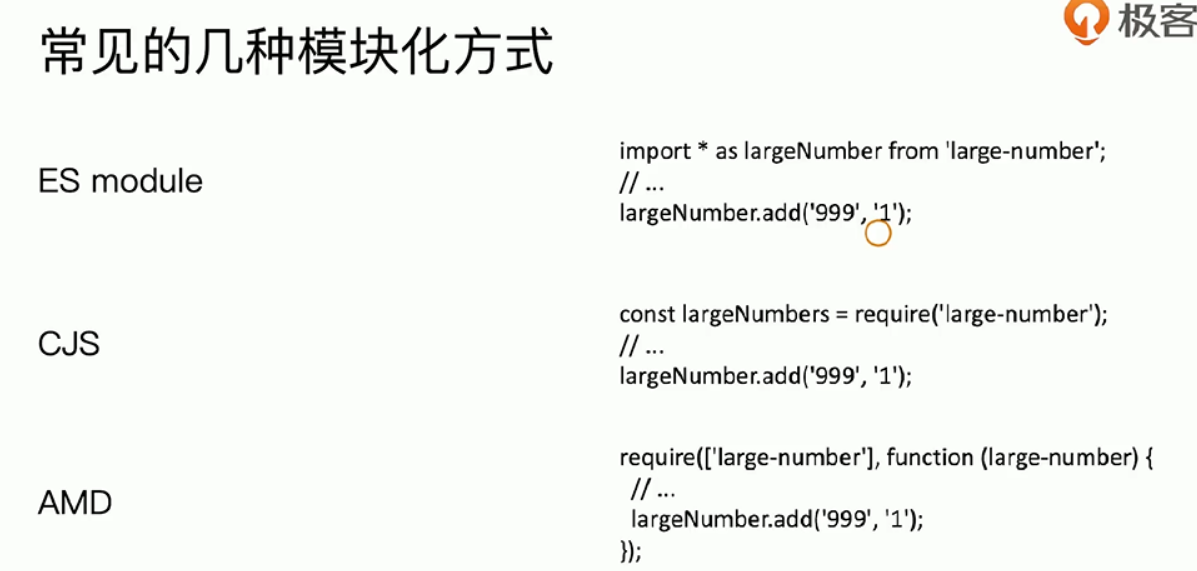 极客
常见的几种模块化方式
ES module
import * as largeNumber from 'large-number';
// ...
largeNumber.add('999', '1');
CJS
const largeNumbers = require('large-number');
// ...
largeNumber.add('999', '1');
AMD
require(['large-number'], function (large-number) {
// ...
largeNumber.add('999', '1');
});